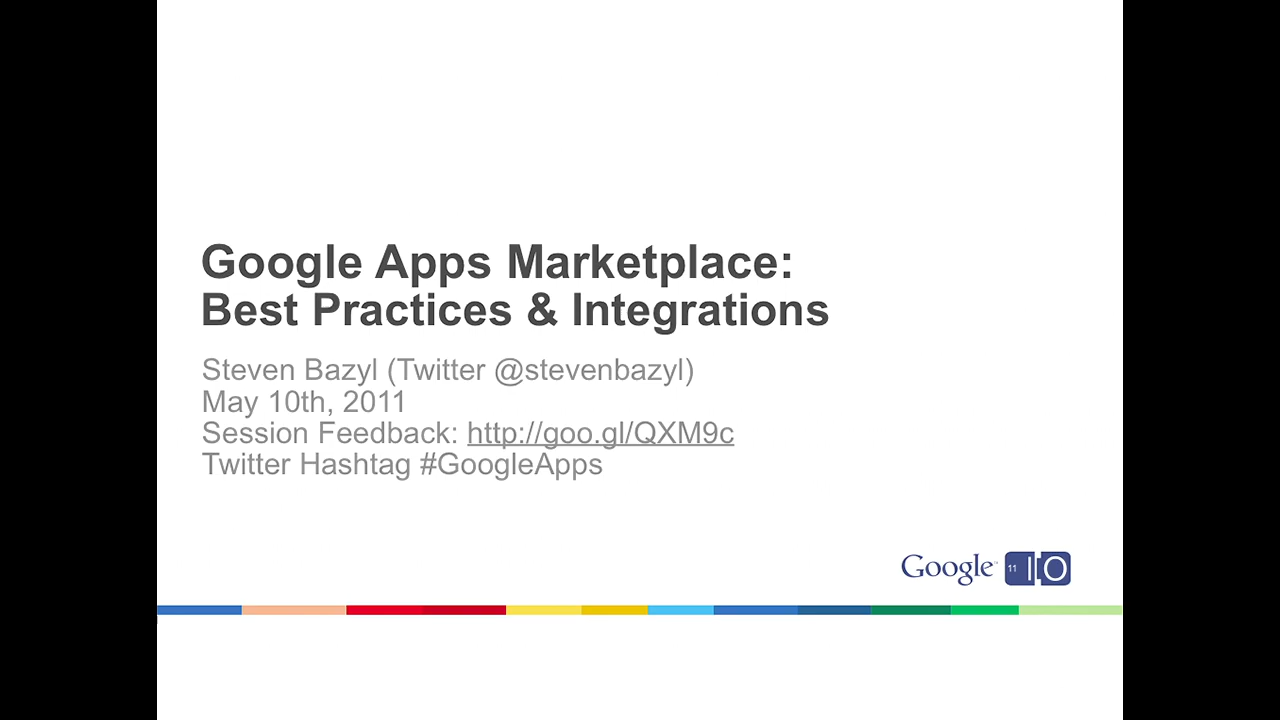 Google Apps Marketplace:
Best Practices & Integrations
Steven Bazyl (Twitter @stevenbazyl)
May 10th, 2011
Session Feedback: http://goo.gl/QXM9c
Twitter Hashtag #GoogleApps
Google™ 11 IO